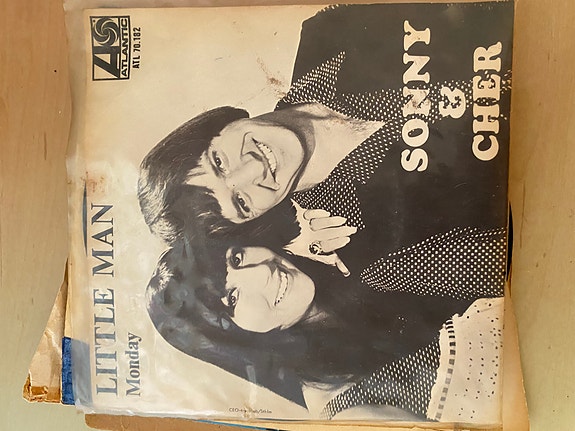 LITTLE MAN
Monday
ATLANTIC
ATL 70.182
SONNY
&
CHER